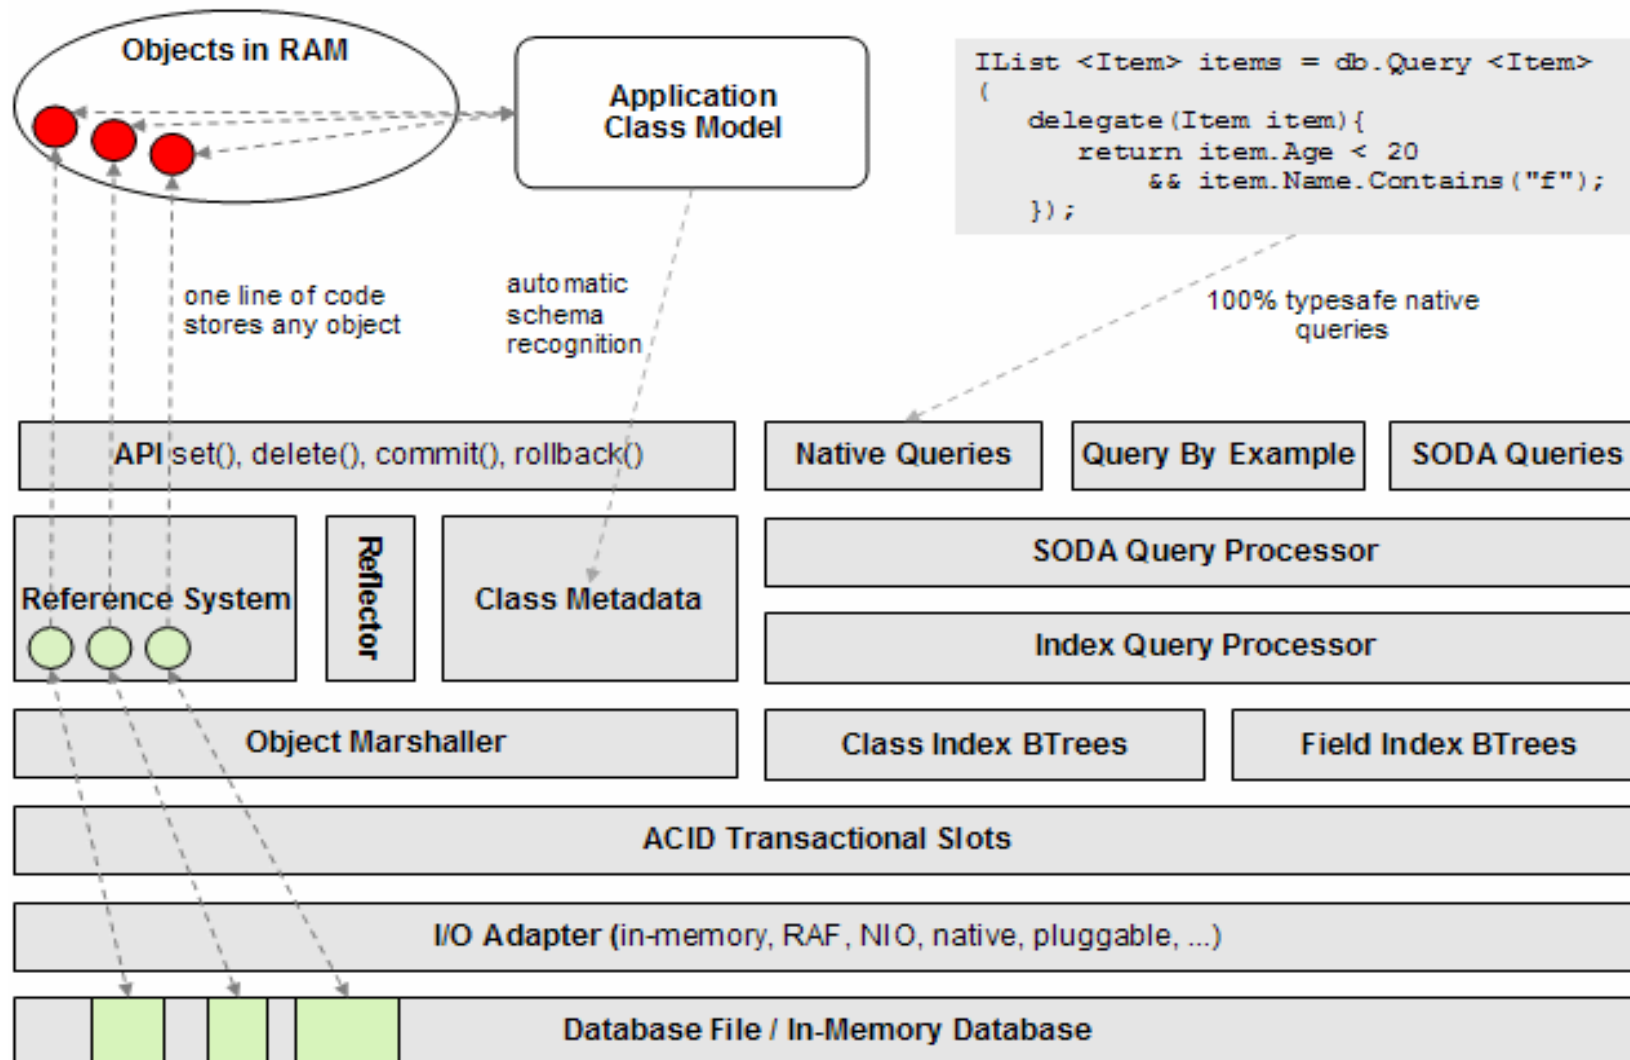 Objects in RAM
Application
Class Model
IList <Item> items = db.Query <Item>
(
delegate(Item item){
return item.Age < 20
&& item.Name.Contains("f");
});
one line of code
stores any object
automatic
schema
recognition
100% typesafe native
queries
API set(), delete(), commit(), rollback()
Native Queries
Query By Example
SODA Queries
Reference System
Reflector
Class Metadata
SODA Query Processor
Index Query Processor
Object Marshaller
Class Index BTrees
Field Index BTrees
ACID Transactional Slots
I/O Adapter (in-memory, RAF, NIO, native, pluggable, ...)
Database File / In-Memory Database